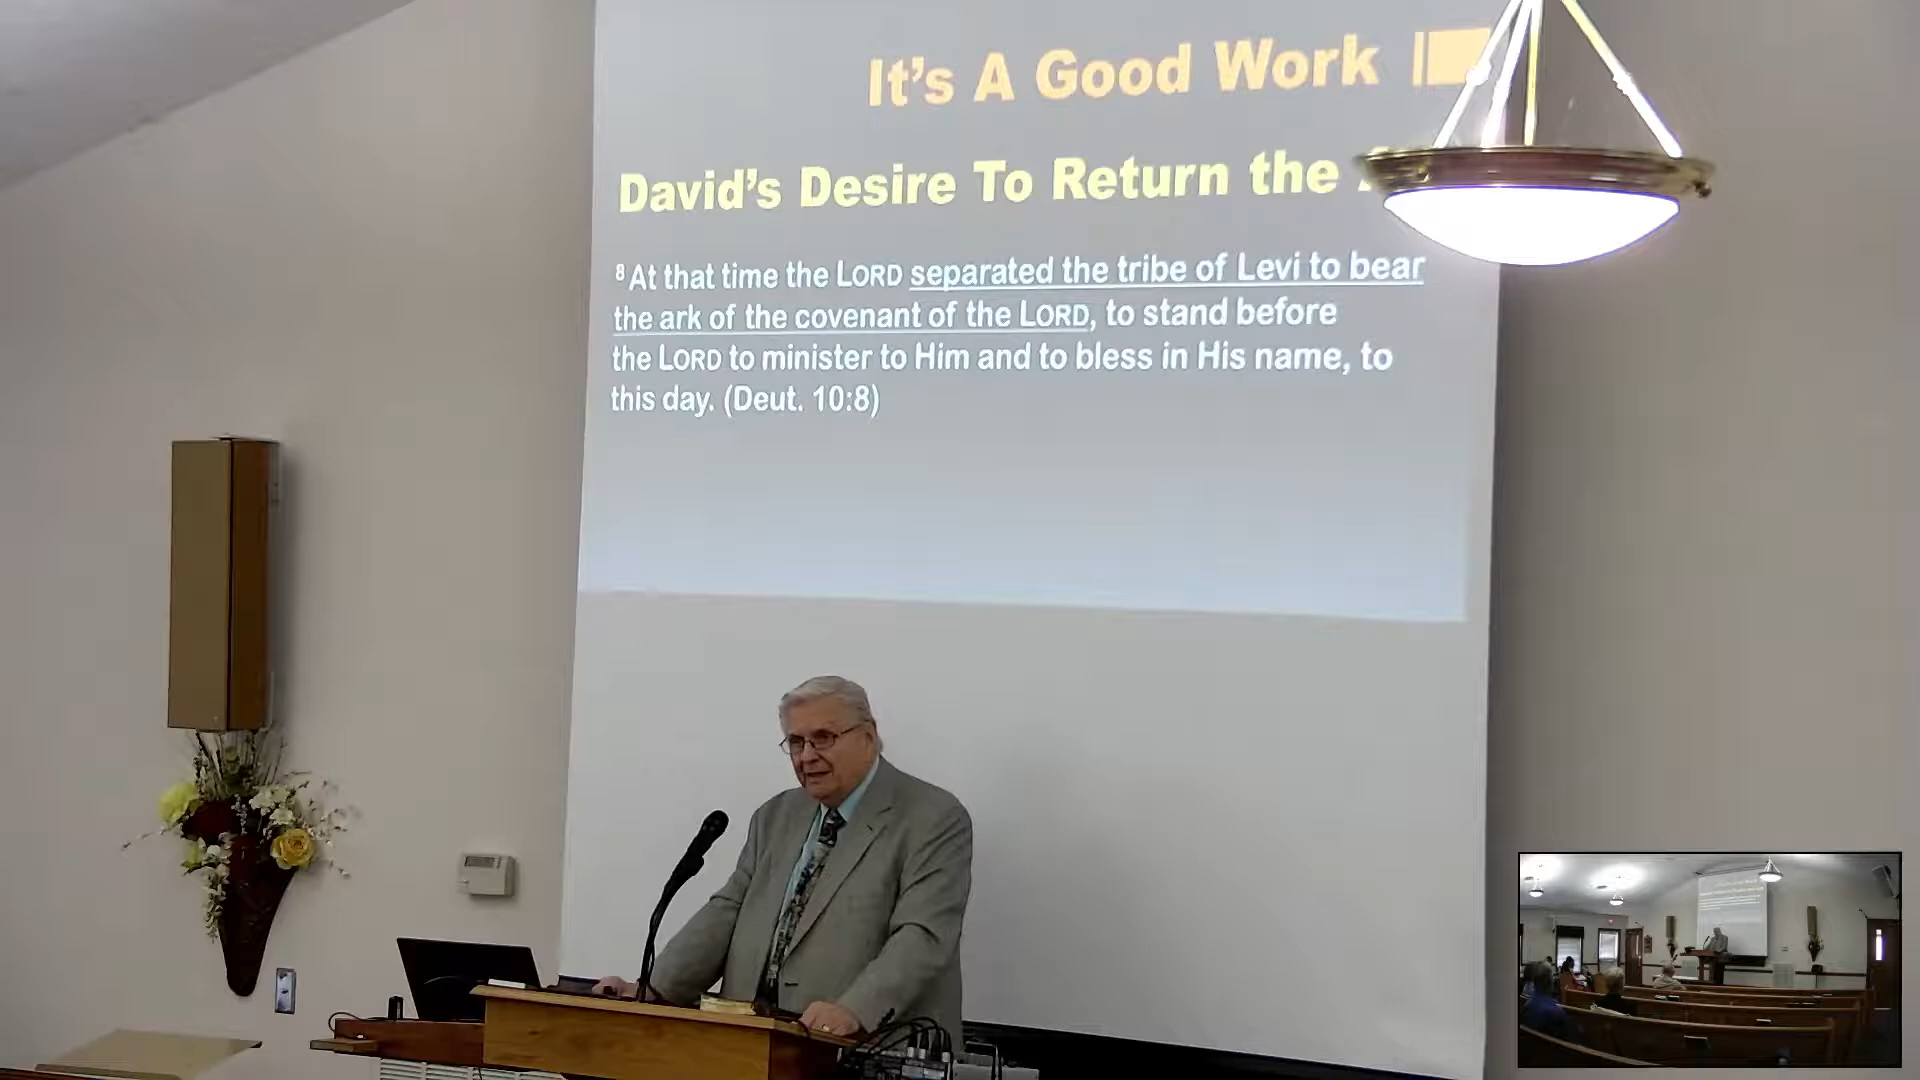 It's A Good Work
David's Desire To Return the
8 At that time the LORD separated the tribe of Levi to bear
the ark of the covenant of the LORD, to stand before
the LORD to minister to Him and to bless in His name, to
this day. (Deut. 10:8)